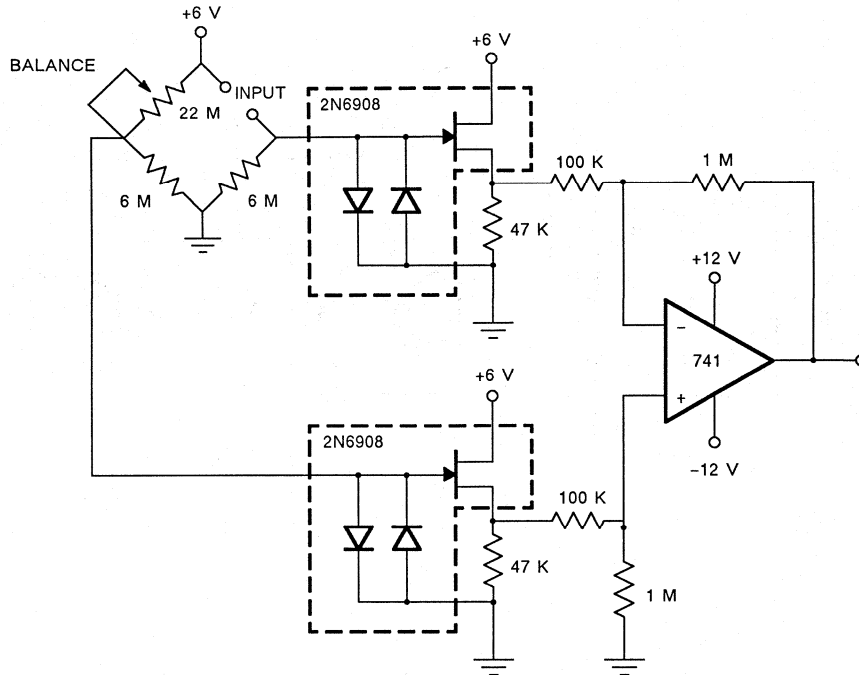 +6 V
BALANCE
INPUT
22 M
6 M
6 M
+6 V
2N6908
100 K
1 M
47 K
+12 V
−
741
+
−12 V
+6 V
2N6908
100 K
47 K
1 M